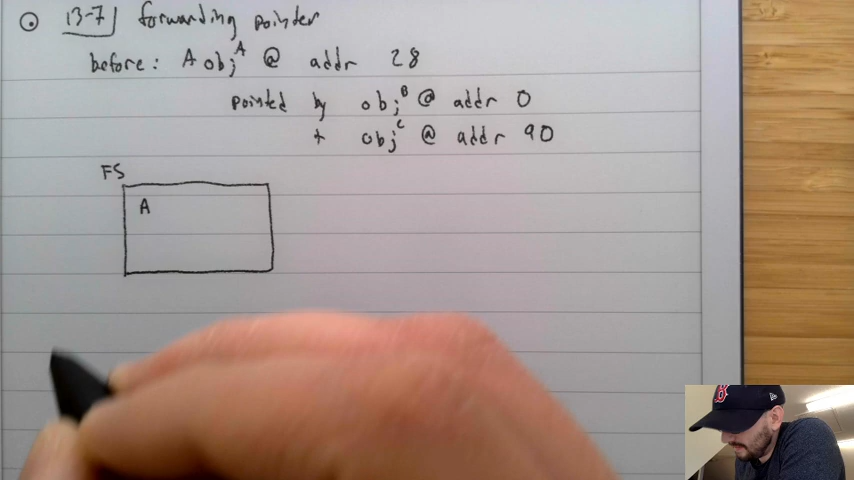 ⊙ 13-7 forwarding pointer
before: A obj^A @ addr 28
pointed by obj^B @ addr 0
+ obj^C @ addr 90
FS
A
B